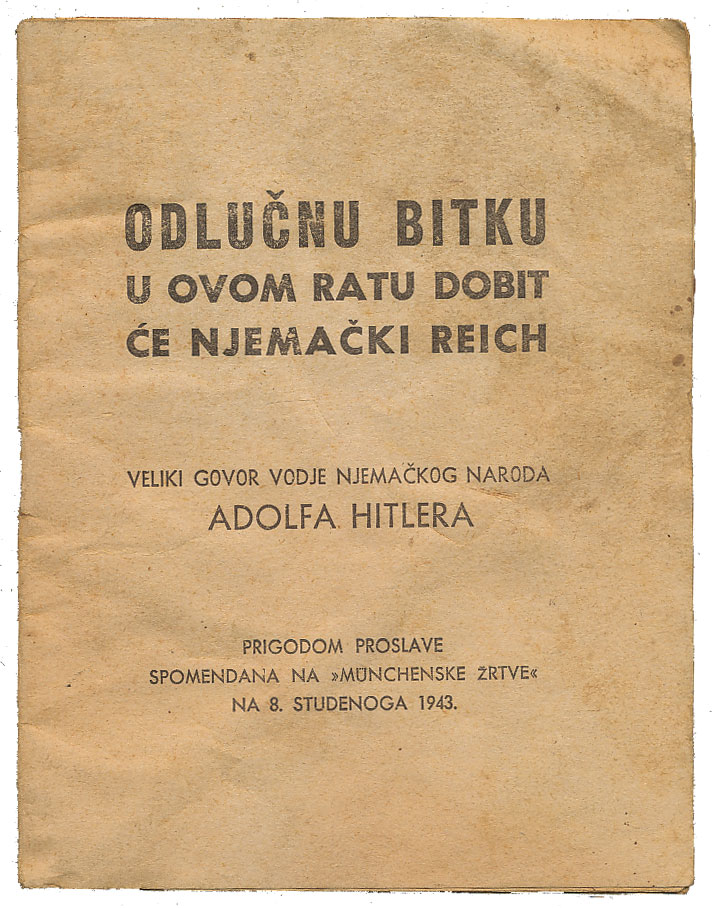 ODLUČNU BITKU
U OVOM RATU DOBIT
ĆE NJEMAČKI REICH
VELIKI GOVOR VODJE NJEMAČKOG NARODA
ADOLFA HITLERA
PRIGODOM PROSLAVE
SPOMENDANA NA »MÜNCHENSKE ŽRTVE«
NA 8. STUDENOGA 1943.